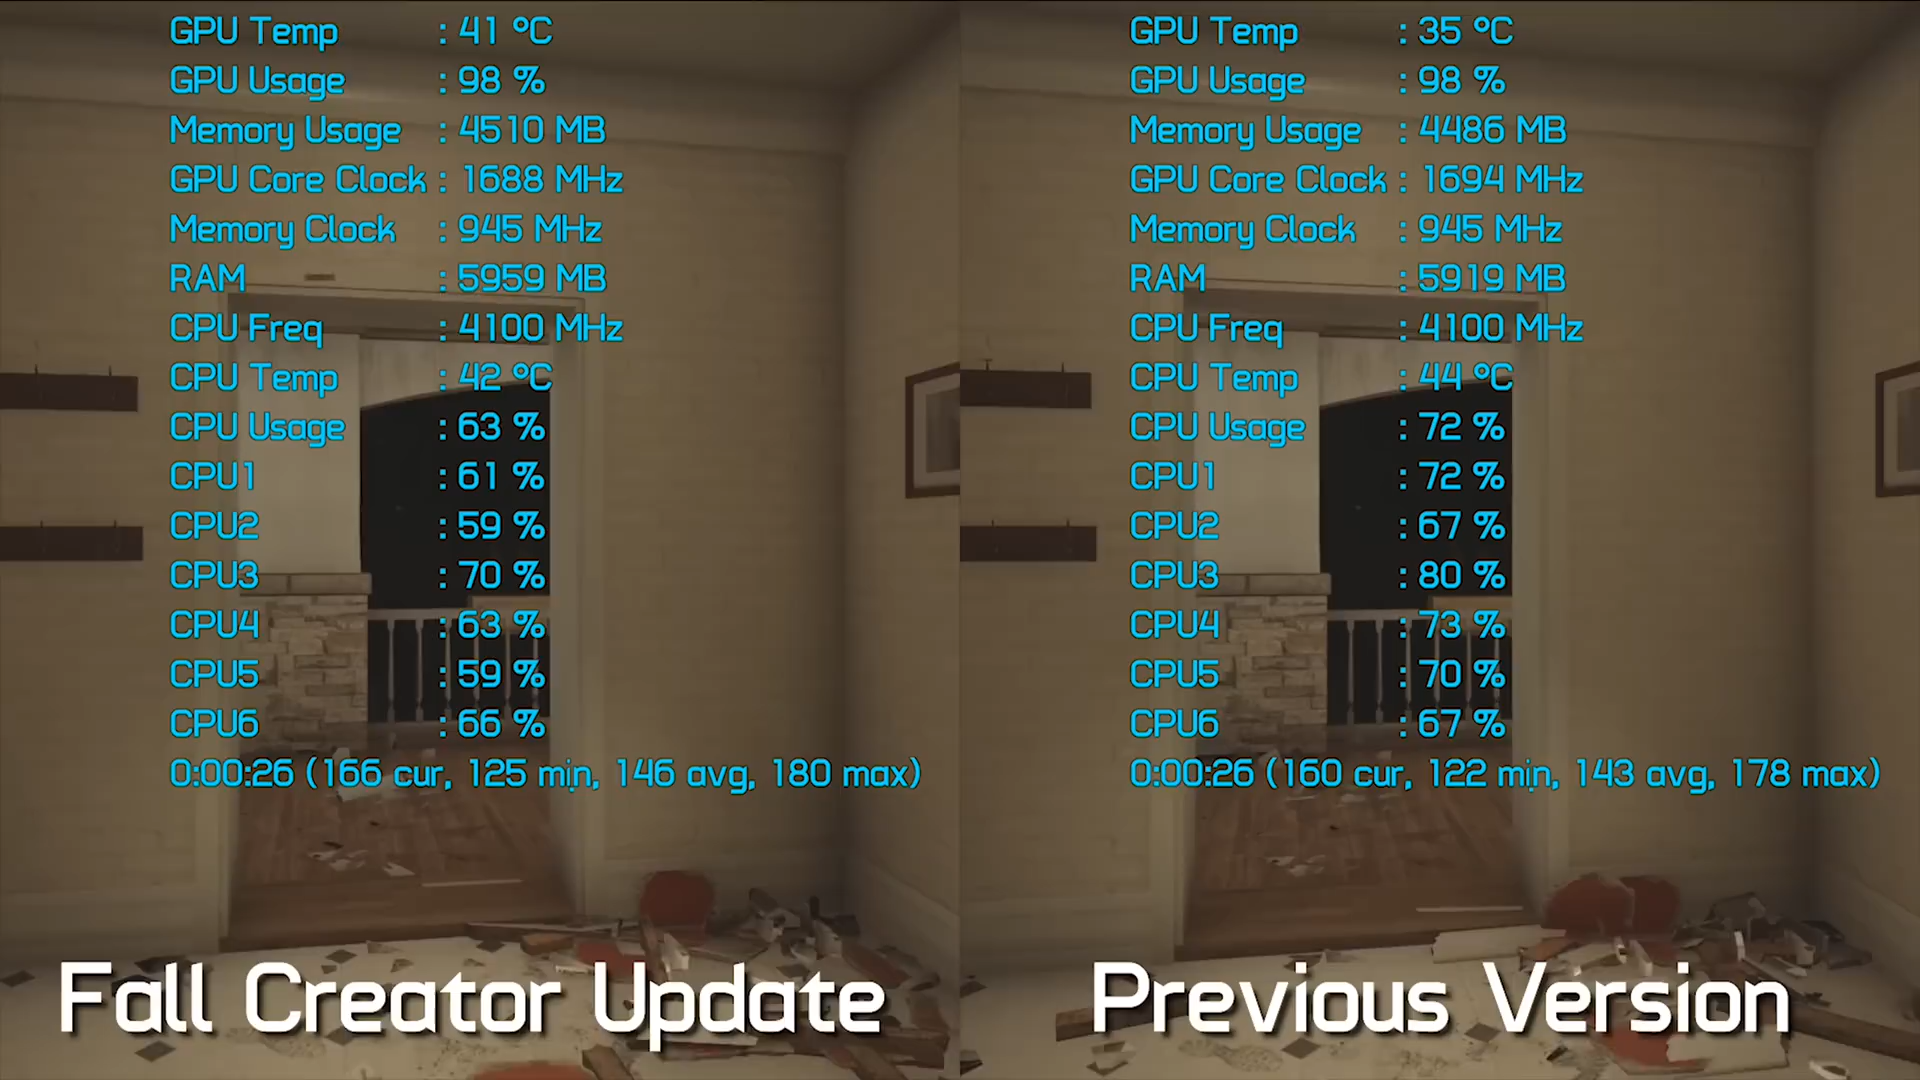 GPU Temp : 41 °C
GPU Usage : 98 %
Memory Usage : 4510 MB
GPU Core Clock : 1688 MHz
Memory Clock : 945 MHz
RAM : 5959 MB
CPU Freq : 4100 MHz
CPU Temp : 42 °C
CPU Usage : 63 %
CPU1 : 61 %
CPU2 : 59 %
CPU3 : 70 %
CPU4 : 63 %
CPU5 : 59 %
CPU6 : 66 %
0:00:26 (166 cur, 125 min, 146 avg, 180 max)
Fall Creator Update
GPU Temp : 35 °C
GPU Usage : 98 %
Memory Usage : 4486 MB
GPU Core Clock : 1694 MHz
Memory Clock : 945 MHz
RAM : 5919 MB
CPU Freq : 4100 MHz
CPU Temp : 44 °C
CPU Usage : 72 %
CPU1 : 72 %
CPU2 : 67 %
CPU3 : 80 %
CPU4 : 73 %
CPU5 : 70 %
CPU6 : 67 %
0:00:26 (160 cur, 122 min, 143 avg, 178 max)
Previous Version